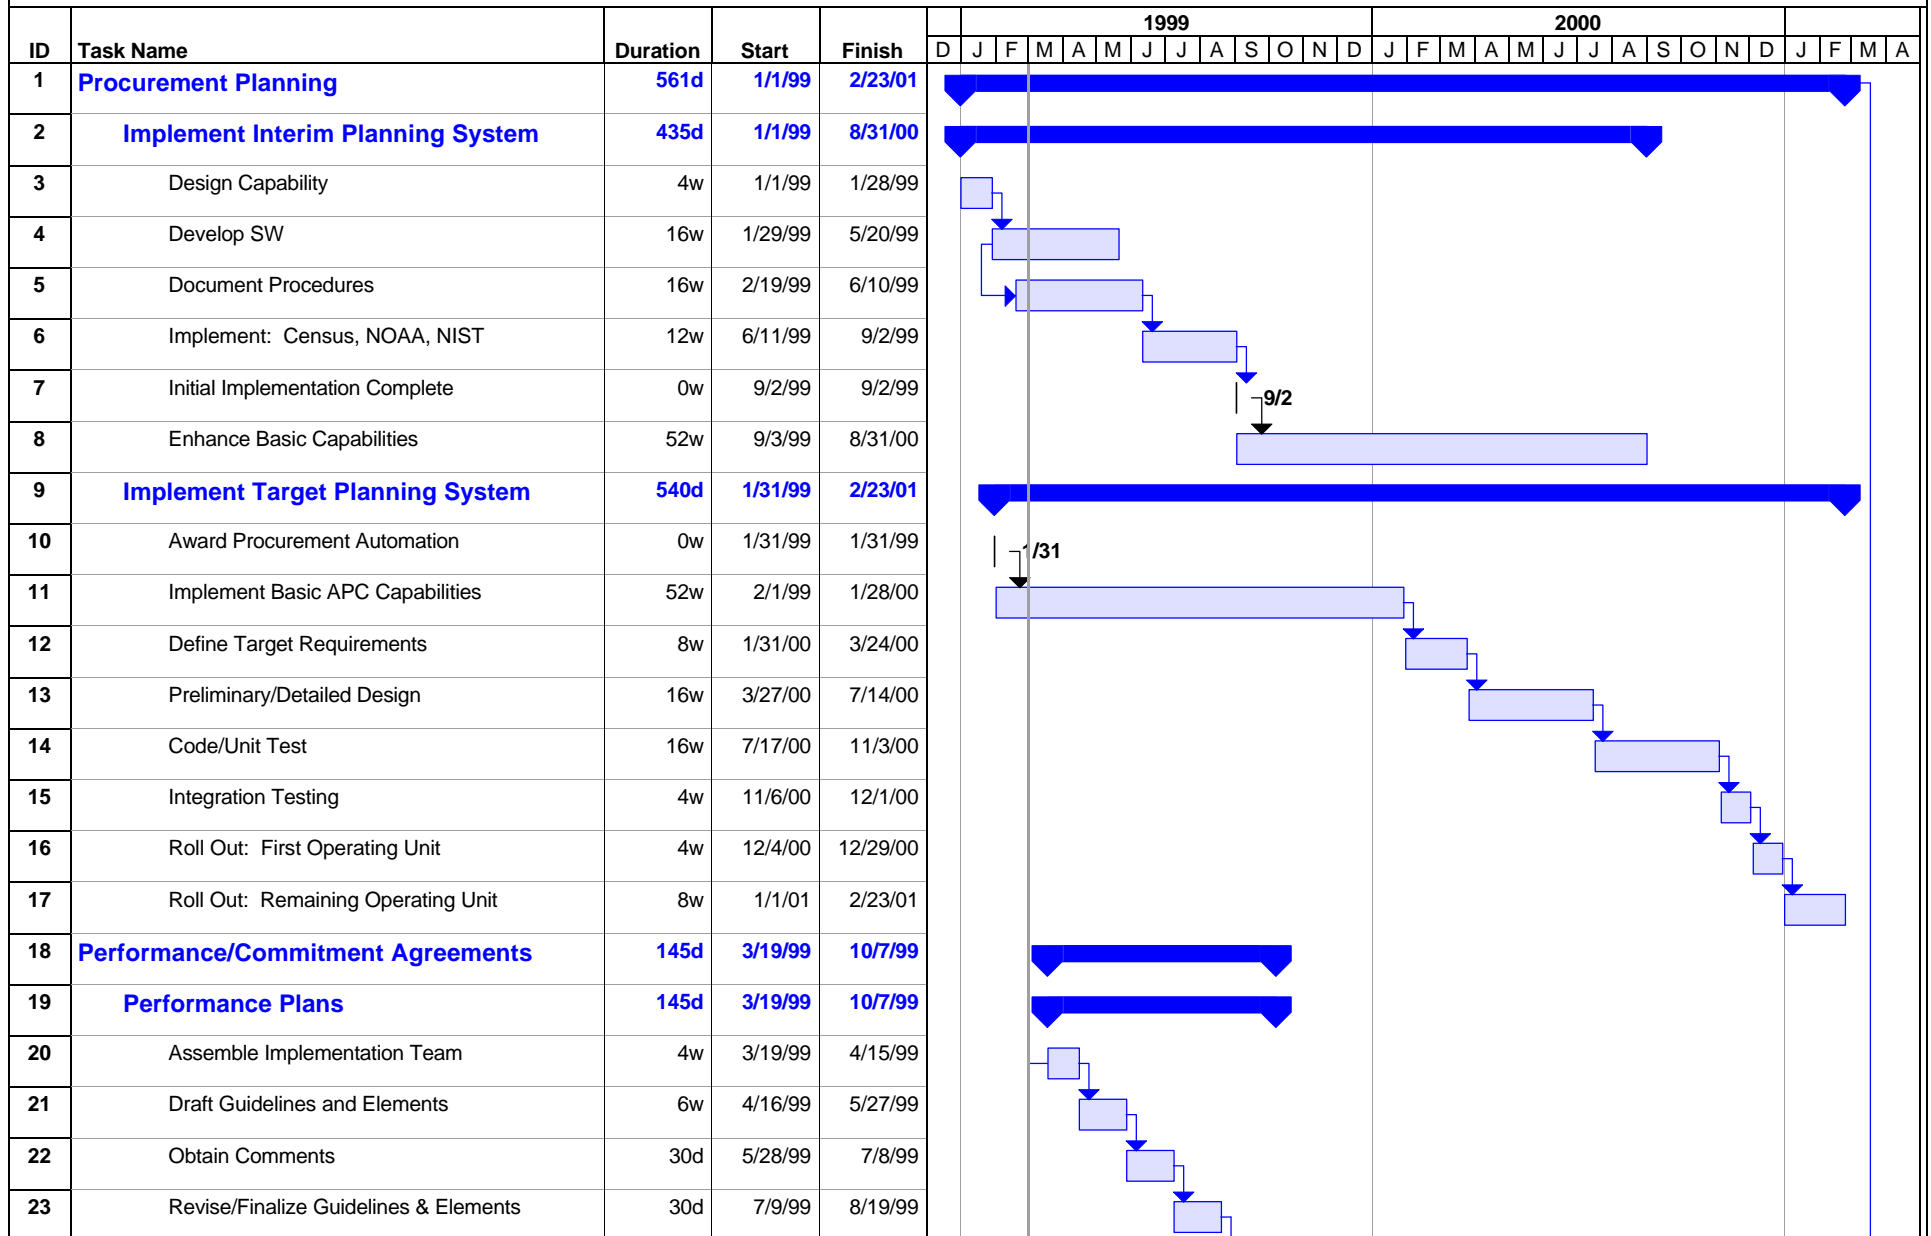 1999 2000
ID Task Name Duration Start Finish D J F M A M J J A S O N D J F M A M J J A S O N D J F M A
1 Procurement Planning 561d 1/1/99 2/23/01
2 Implement Interim Planning System 435d 1/1/99 8/31/00
3 Design Capability 4w 1/1/99 1/28/99
4 Develop SW 16w 1/29/99 5/20/99
5 Document Procedures 16w 2/19/99 6/10/99
6 Implement: Census, NOAA, NIST 12w 6/11/99 9/2/99
7 Initial Implementation Complete 0w 9/2/99 9/2/99 9/2
8 Enhance Basic Capabilities 52w 9/3/99 8/31/00
9 Implement Target Planning System 540d 1/31/99 2/23/01
10 Award Procurement Automation 0w 1/31/99 1/31/99 1/31
11 Implement Basic APC Capabilities 52w 2/1/99 1/28/00
12 Define Target Requirements 8w 1/31/00 3/24/00
13 Preliminary/Detailed Design 16w 3/27/00 7/14/00
14 Code/Unit Test 16w 7/17/00 11/3/00
15 Integration Testing 4w 11/6/00 12/1/00
16 Roll Out: First Operating Unit 4w 12/4/00 12/29/00
17 Roll Out: Remaining Operating Unit 8w 1/1/01 2/23/01
18 Performance/Commitment Agreements 145d 3/19/99 10/7/99
19 Performance Plans 145d 3/19/99 10/7/99
20 Assemble Implementation Team 4w 3/19/99 4/15/99
21 Draft Guidelines and Elements 6w 4/16/99 5/27/99
22 Obtain Comments 30d 5/28/99 7/8/99
23 Revise/Finalize Guidelines & Elements 30d 7/9/99 8/19/99